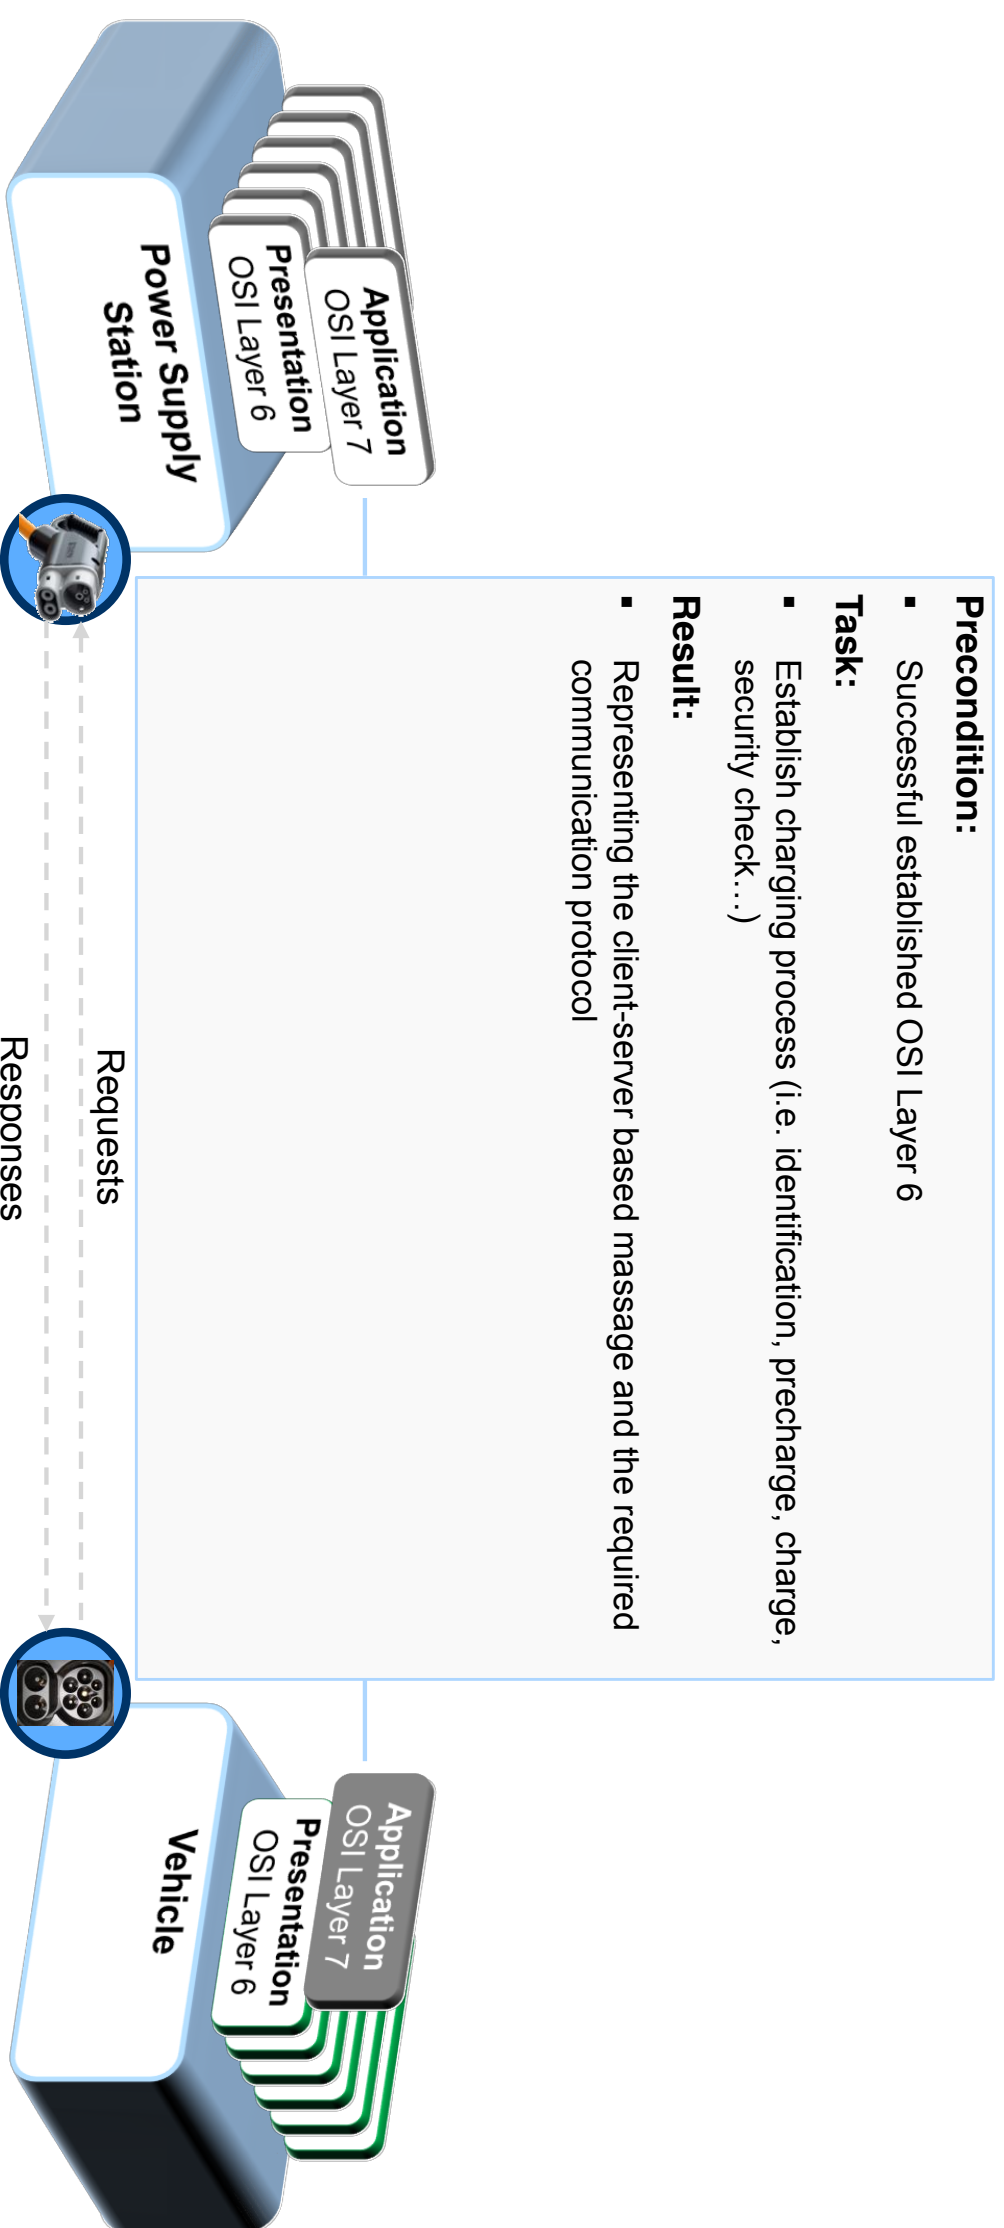 Precondition:
▪ Successful established OSI Layer 6
Task:
▪ Establish charging process (i.e. identification, precharge, charge,
security check…)
Result:
▪ Representing the client-server based massage and the required
communication protocol
Application
OSI Layer 7
Presentation
OSI Layer 6
Power Supply
Station
Application
OSI Layer 7
Presentation
OSI Layer 6
Vehicle
Requests
Responses